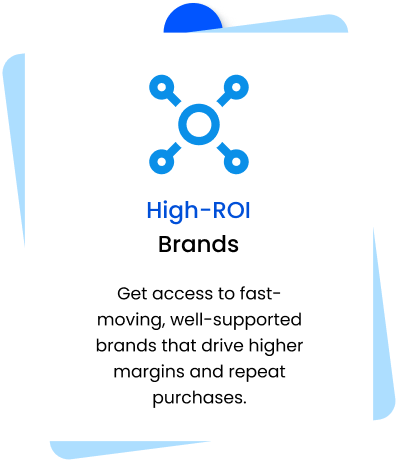 High-ROI
Brands
Get access to fast-
moving, well-supported
brands that drive higher
margins and repeat
purchases.